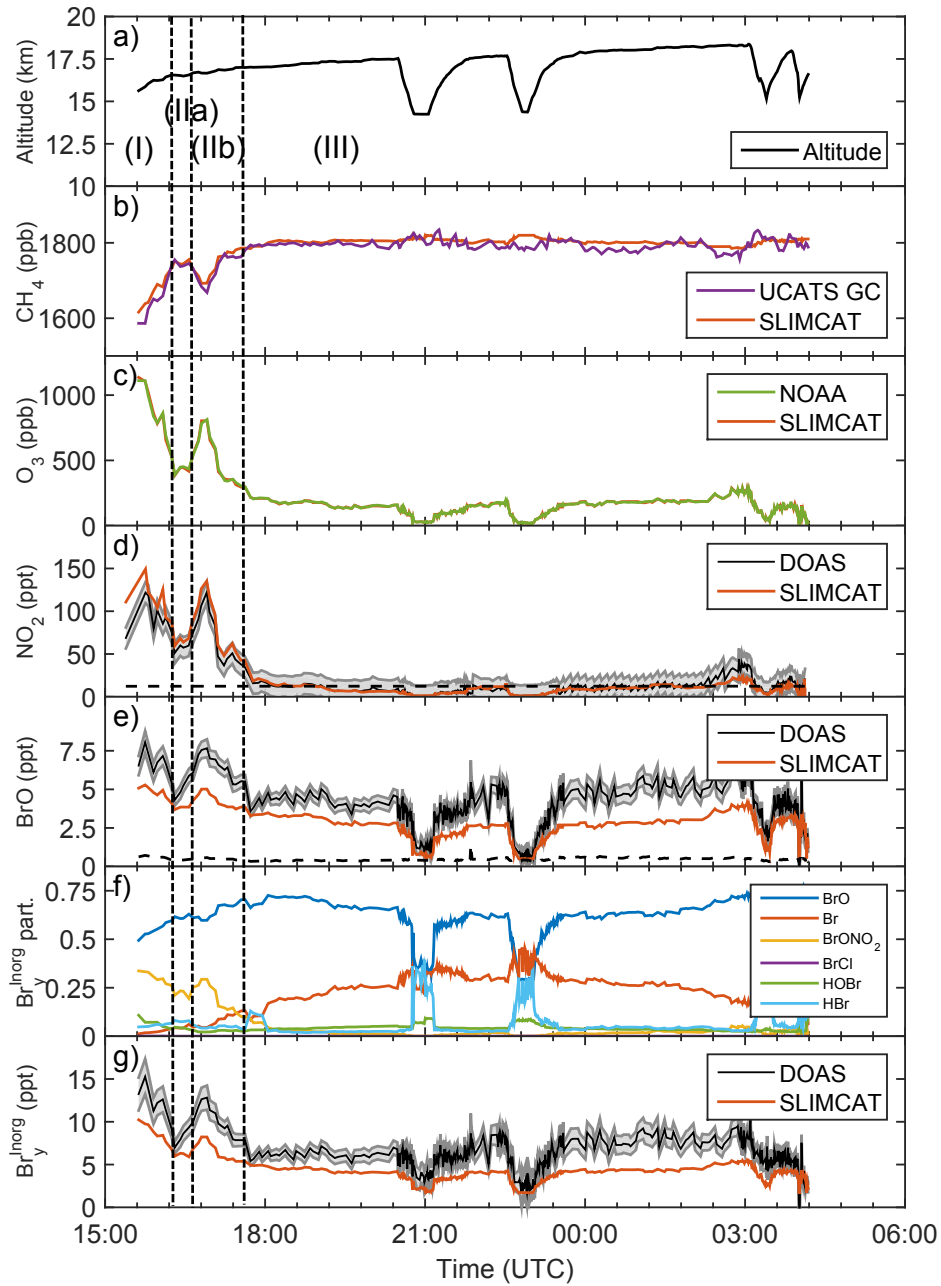 a)
20
17.5
15
12.5
10
Altitude (km)
(I)
(IIa)
(IIb)
(III)
Altitude
b)
1800
1600
CH4 (ppb)
UCATS GC
SLIMCAT
c)
1000
500
0
O3 (ppb)
NOAA
SLIMCAT
d)
150
100
50
0
NO2 (ppt)
DOAS
SLIMCAT
e)
7.5
5
2.5
0
BrO (ppt)
DOAS
SLIMCAT
f)
0.75
0.5
0.25
0
Bry^Inorg part.
BrO
Br
BrONO2
BrCl
HOBr
HBr
g)
15
10
5
0
Bry^Inorg (ppt)
DOAS
SLIMCAT
15:00 18:00 21:00 00:00 03:00 06:00
Time (UTC)